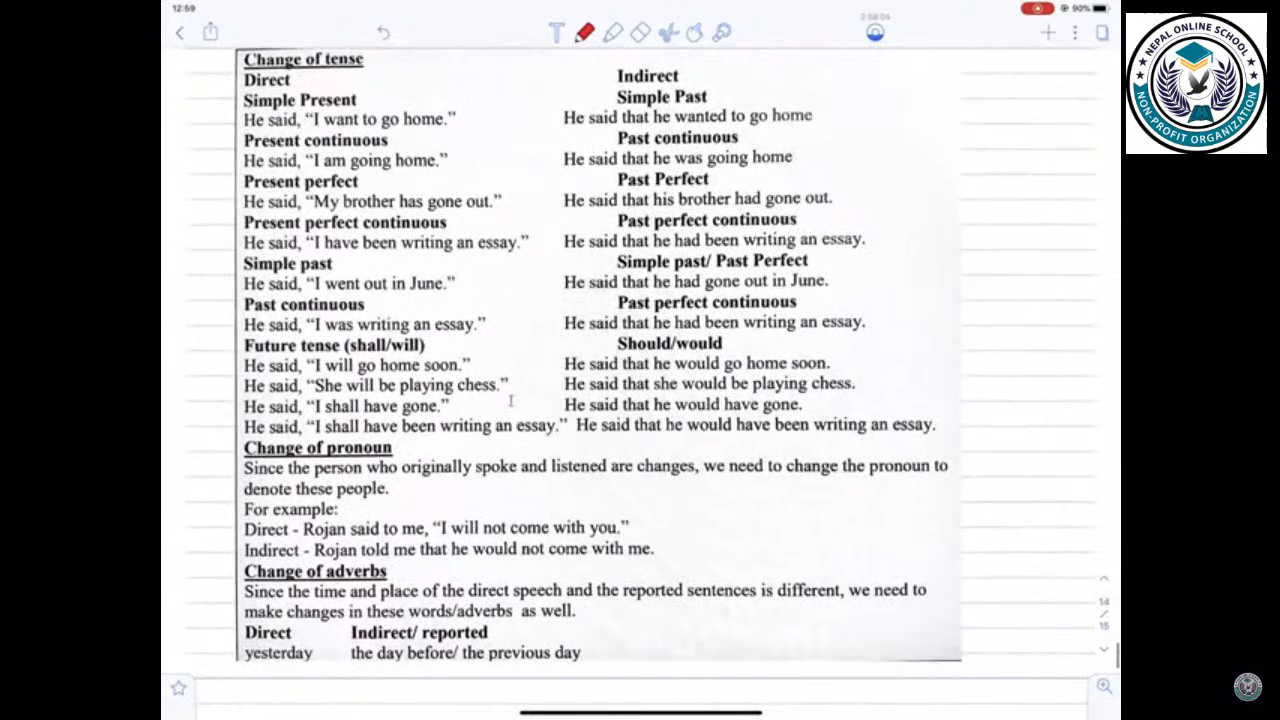 12:59
90%
2:58:04
NEPAL ONLINE SCHOOL
NON-PROFIT ORGANIZATION
Change of tense
Direct Indirect
Simple Present Simple Past
He said, “I want to go home.” He said that he wanted to go home
Present continuous Past continuous
He said, “I am going home.” He said that he was going home
Present perfect Past Perfect
He said, “My brother has gone out.” He said that his brother had gone out.
Present perfect continuous Past perfect continuous
He said, “I have been writing an essay.” He said that he had been writing an essay.
Simple past Simple past/ Past Perfect
He said, “I went out in June.” He said that he had gone out in June.
Past continuous Past perfect continuous
He said, “I was writing an essay.” He said that he had been writing an essay.
Future tense (shall/will) Should/would
He said, “I will go home soon.” He said that he would go home soon.
He said, “She will be playing chess.” He said that she would be playing chess.
He said, “I shall have gone.” He said that he would have gone.
He said, “I shall have been writing an essay.” He said that he would have been writing an essay.
Change of pronoun
Since the person who originally spoke and listened are changes, we need to change the pronoun to
denote these people.
For example:
Direct - Rojan said to me, “I will not come with you.”
Indirect - Rojan told me that he would not come with me.
Change of adverbs
Since the time and place of the direct speech and the reported sentences is different, we need to
make changes in these words/adverbs as well.
Direct Indirect/ reported
yesterday the day before/ the previous day
14
/
15